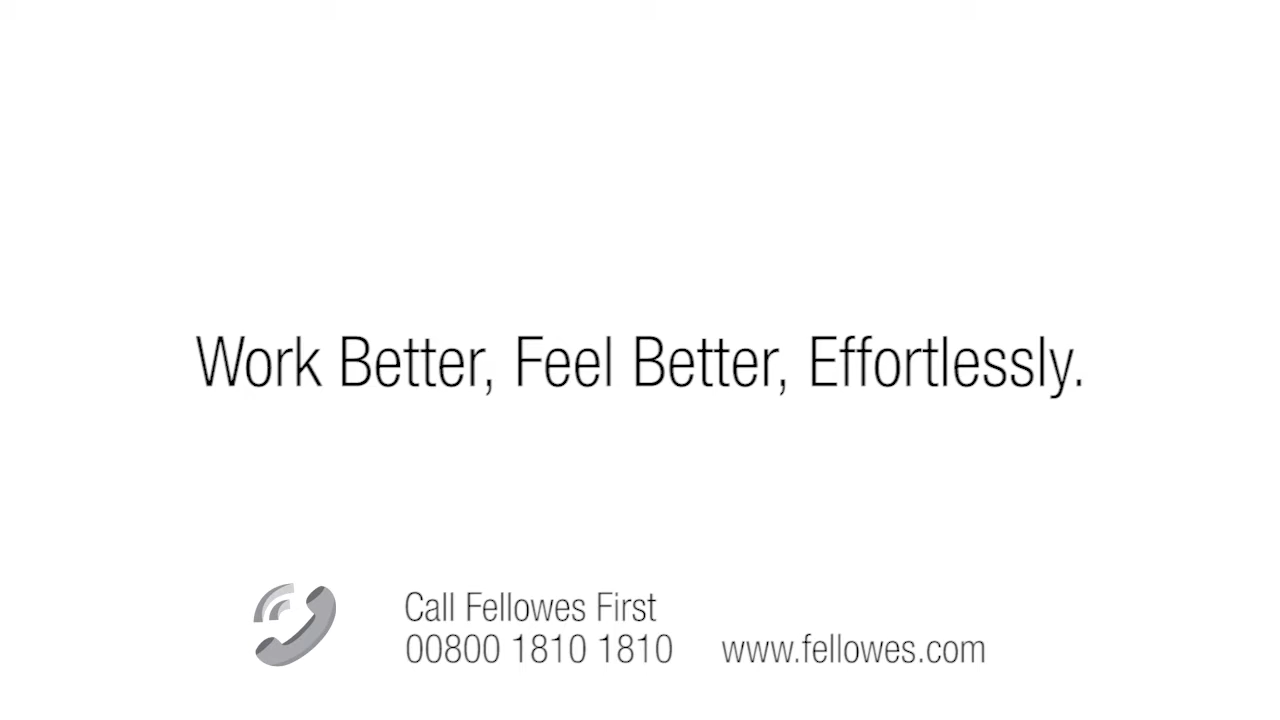 Work Better, Feel Better, Effortlessly.
Call Fellowes First
00800 1810 1810 www.fellowes.com